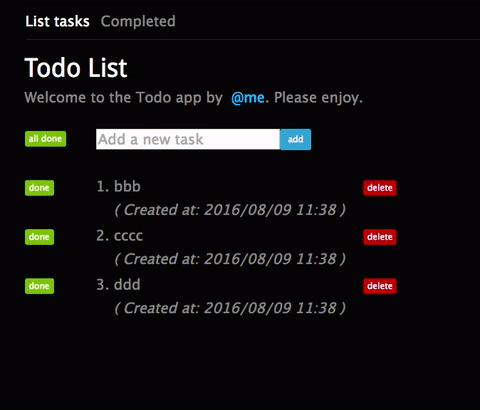 List tasks Completed
Todo List
Welcome to the Todo app by @me. Please enjoy.
all done Add a new task add
done 1. bbb delete
( Created at: 2016/08/09 11:38 )
done 2. cccc delete
( Created at: 2016/08/09 11:38 )
done 3. ddd delete
( Created at: 2016/08/09 11:38 )